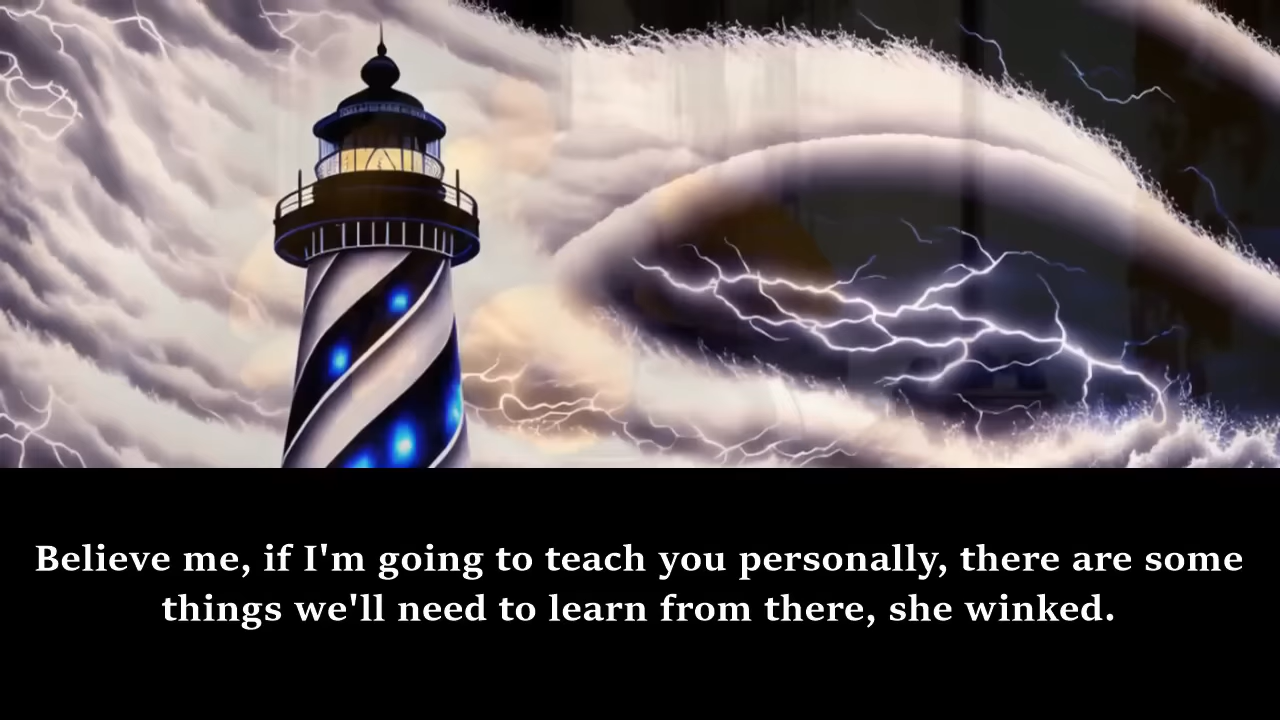 Believe me, if I'm going to teach you personally, there are some
things we'll need to learn from there, she winked.